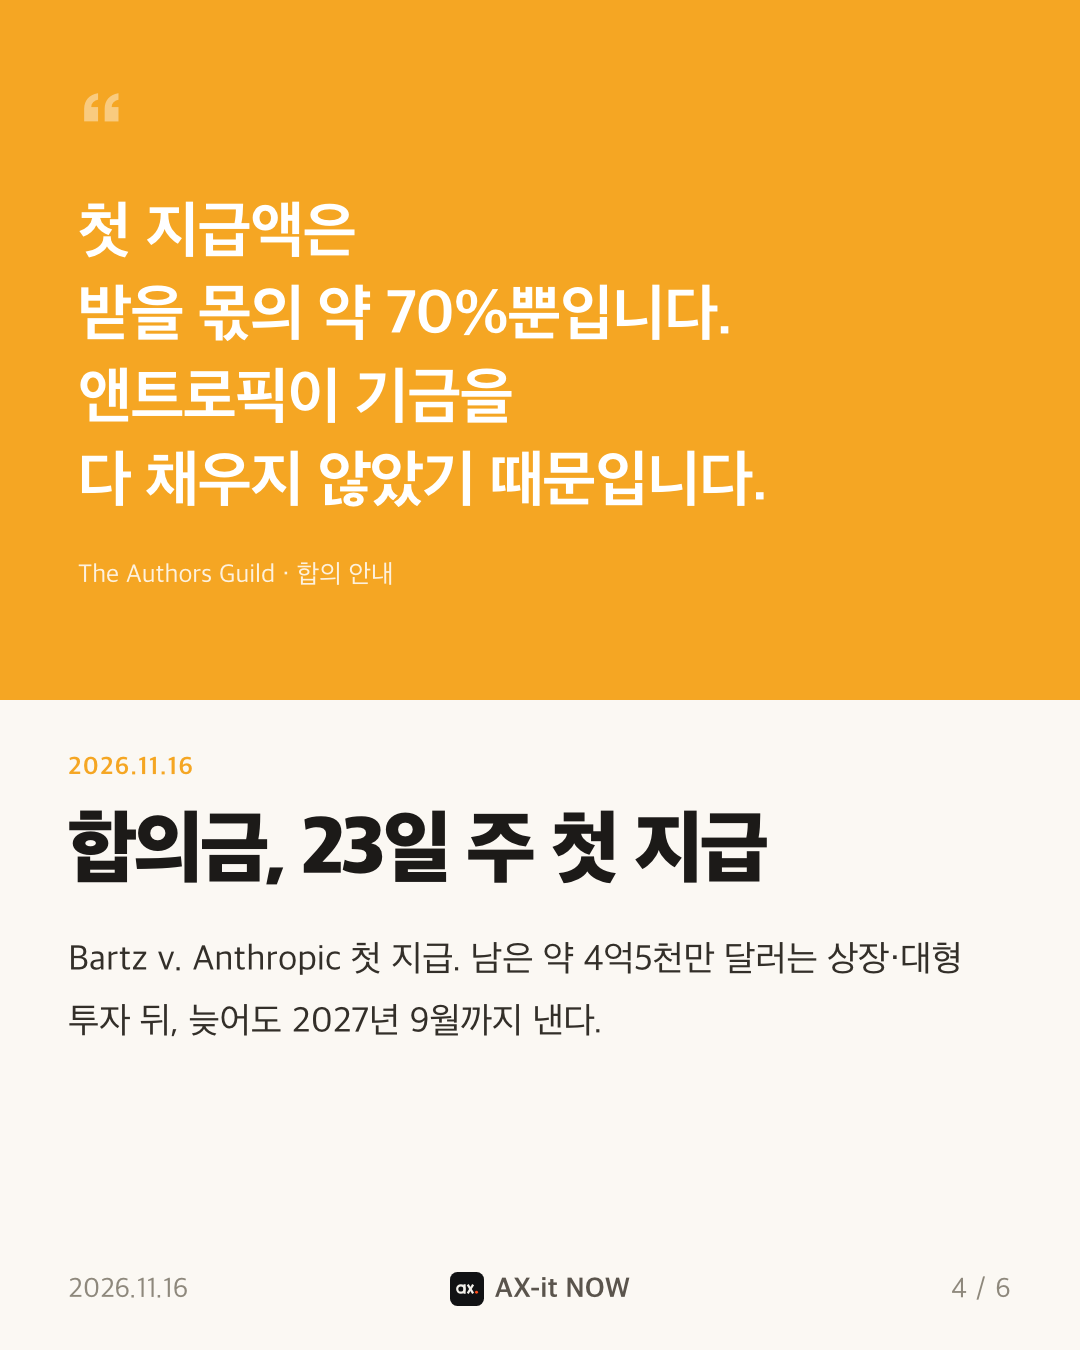 “
첫 지급액은
받을 몫의 약 70%뿐입니다.
앤트로픽이 기금을
다 채우지 않았기 때문입니다.
The Authors Guild · 합의 안내
2026.11.16
합의금, 23일 주 첫 지급
Bartz v. Anthropic 첫 지급. 남은 약 4억5천만 달러는 상장·대형
투자 뒤, 늦어도 2027년 9월까지 낸다.
2026.11.16
ax. AX-it NOW
4 / 6